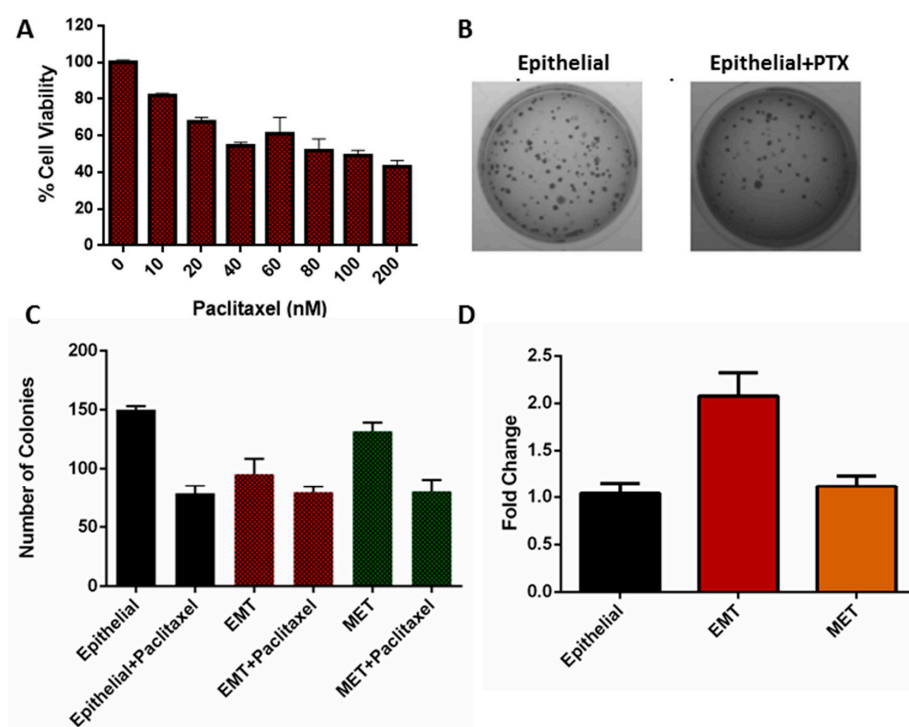 A
% Cell Viability
120
100
80
60
40
20
0
0 10 20 40 60 80 100 200
Paclitaxel (nM)
B
Epithelial Epithelial+PTX
C
Number of Colonies
200
150
100
50
0
Epithelial Epithelial+Paclitaxel EMT EMT+Paclitaxel MET MET+Paclitaxel
D
Fold Change
2.5
2.0
1.5
1.0
0.5
0.0
Epithelial EMT MET